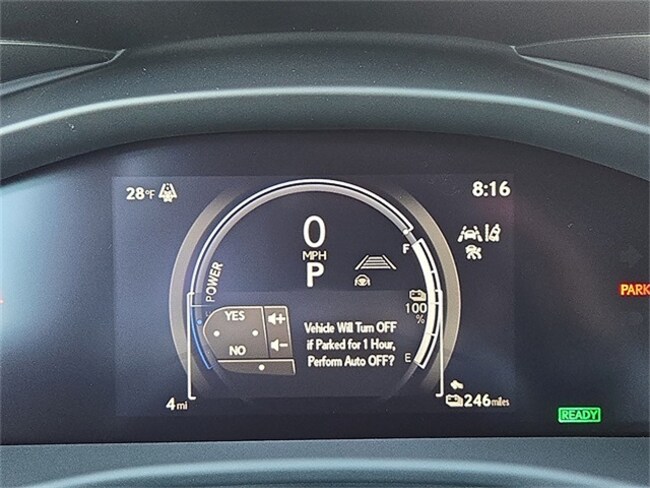 28°F
8:16
0
MPH
P
F
POWER
100
%
YES
NO
+
-
Vehicle Will Turn OFF
if Parked for 1 Hour,
Perform Auto OFF?
E
4 mi
246 miles
PARK
READY